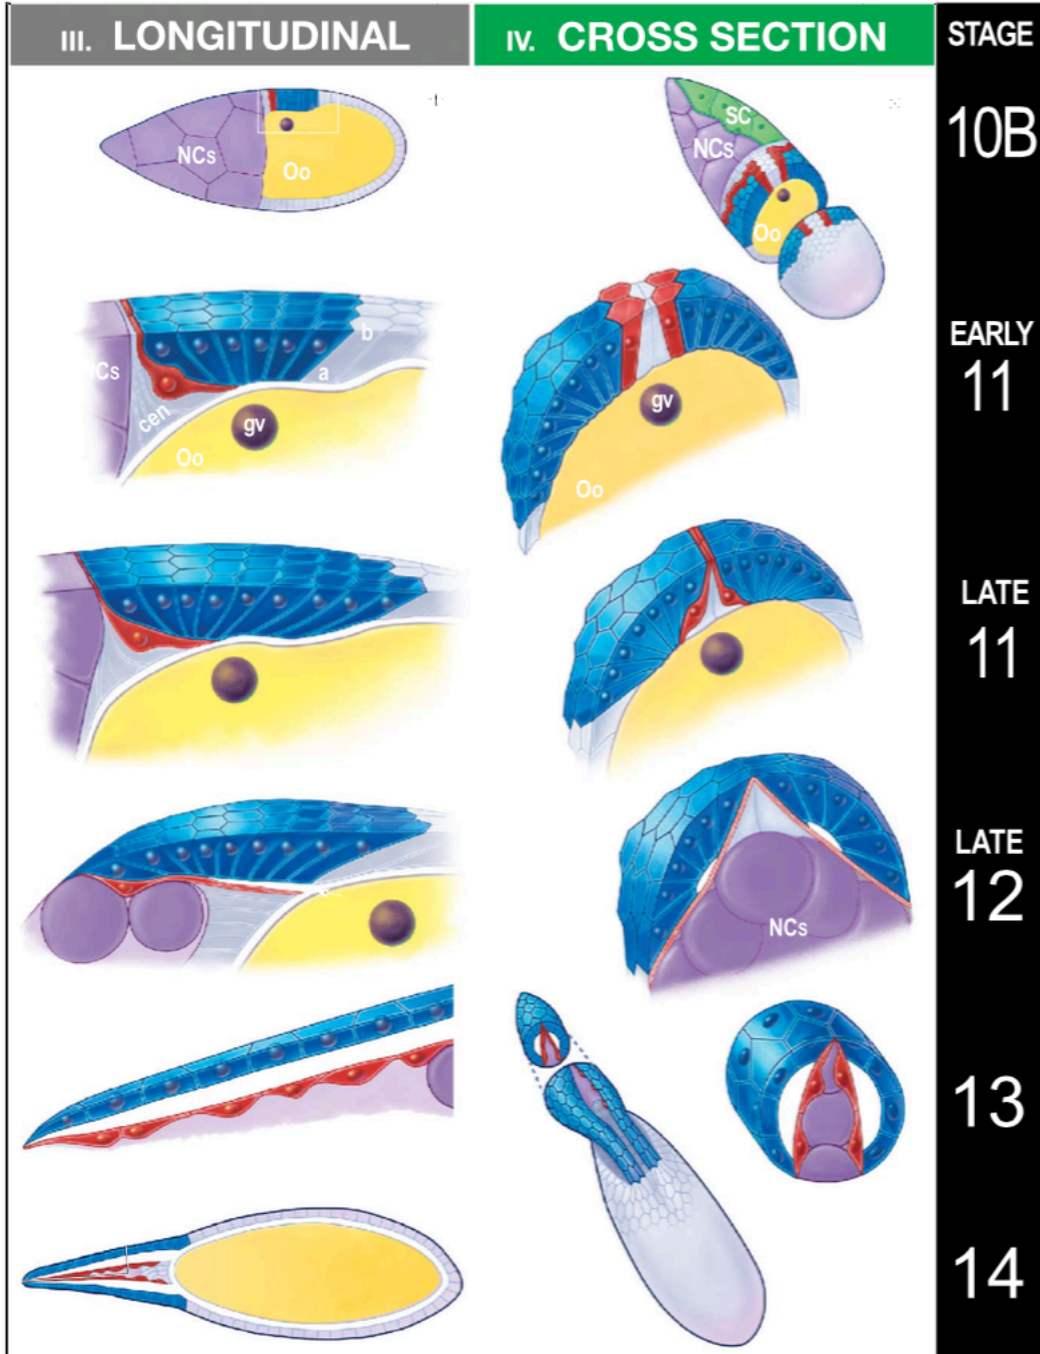 III. LONGITUDINAL
IV. CROSS SECTION
STAGE
NCs
Oo
SC
NCs
Oo
10B
NCs
cen
gv
Oo
a
b
gv
Oo
EARLY
11
LATE
11
NCs
LATE
12
13
14